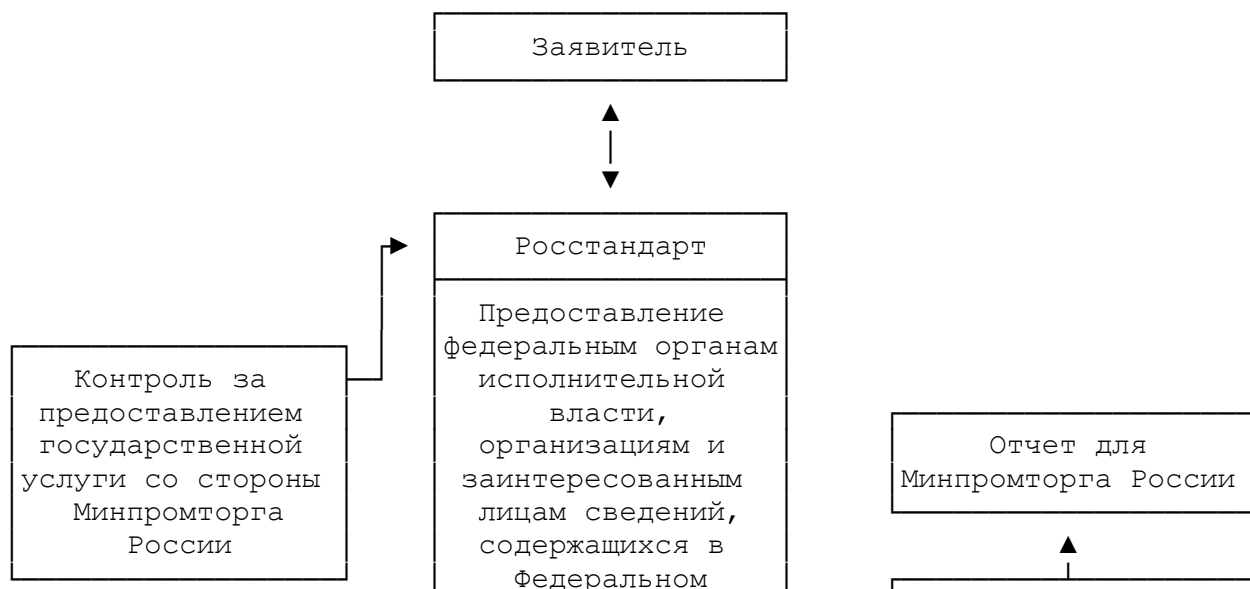 Заявитель
Росстандарт
Предоставление
федеральным органам
исполнительной
власти,
организациям и
заинтересованным
лицам сведений,
содержащихся в
Федеральном
Контроль за
предоставлением
государственной
услуги со стороны
Минпромторга
России
Отчет для
Минпромторга России